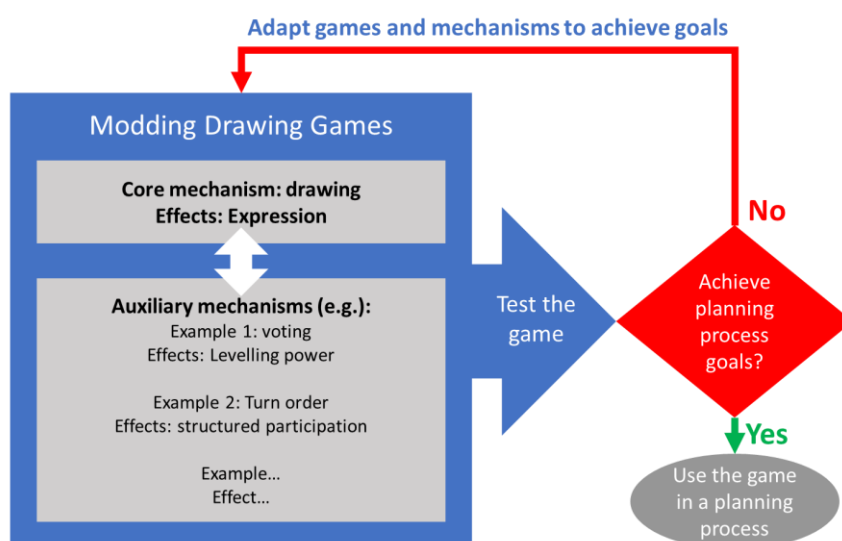 Adapt games and mechanisms to achieve goals
Modding Drawing Games
Core mechanism: drawing
Effects: Expression
Auxiliary mechanisms (e.g.):
Example 1: voting
Effects: Levelling power
Example 2: Turn order
Effects: structured participation
Example...
Effect...
Test the
game
No
Achieve
planning
process
goals?
Yes
Use the game
in a planning
process